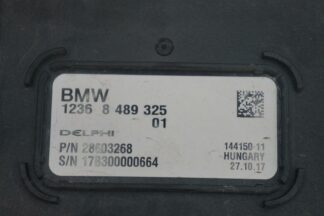 BMW
1236 8 489 325
01
DELPHI
P/N 28603268
S/N 178300000664
144150-11
HUNGARY
27.10.17